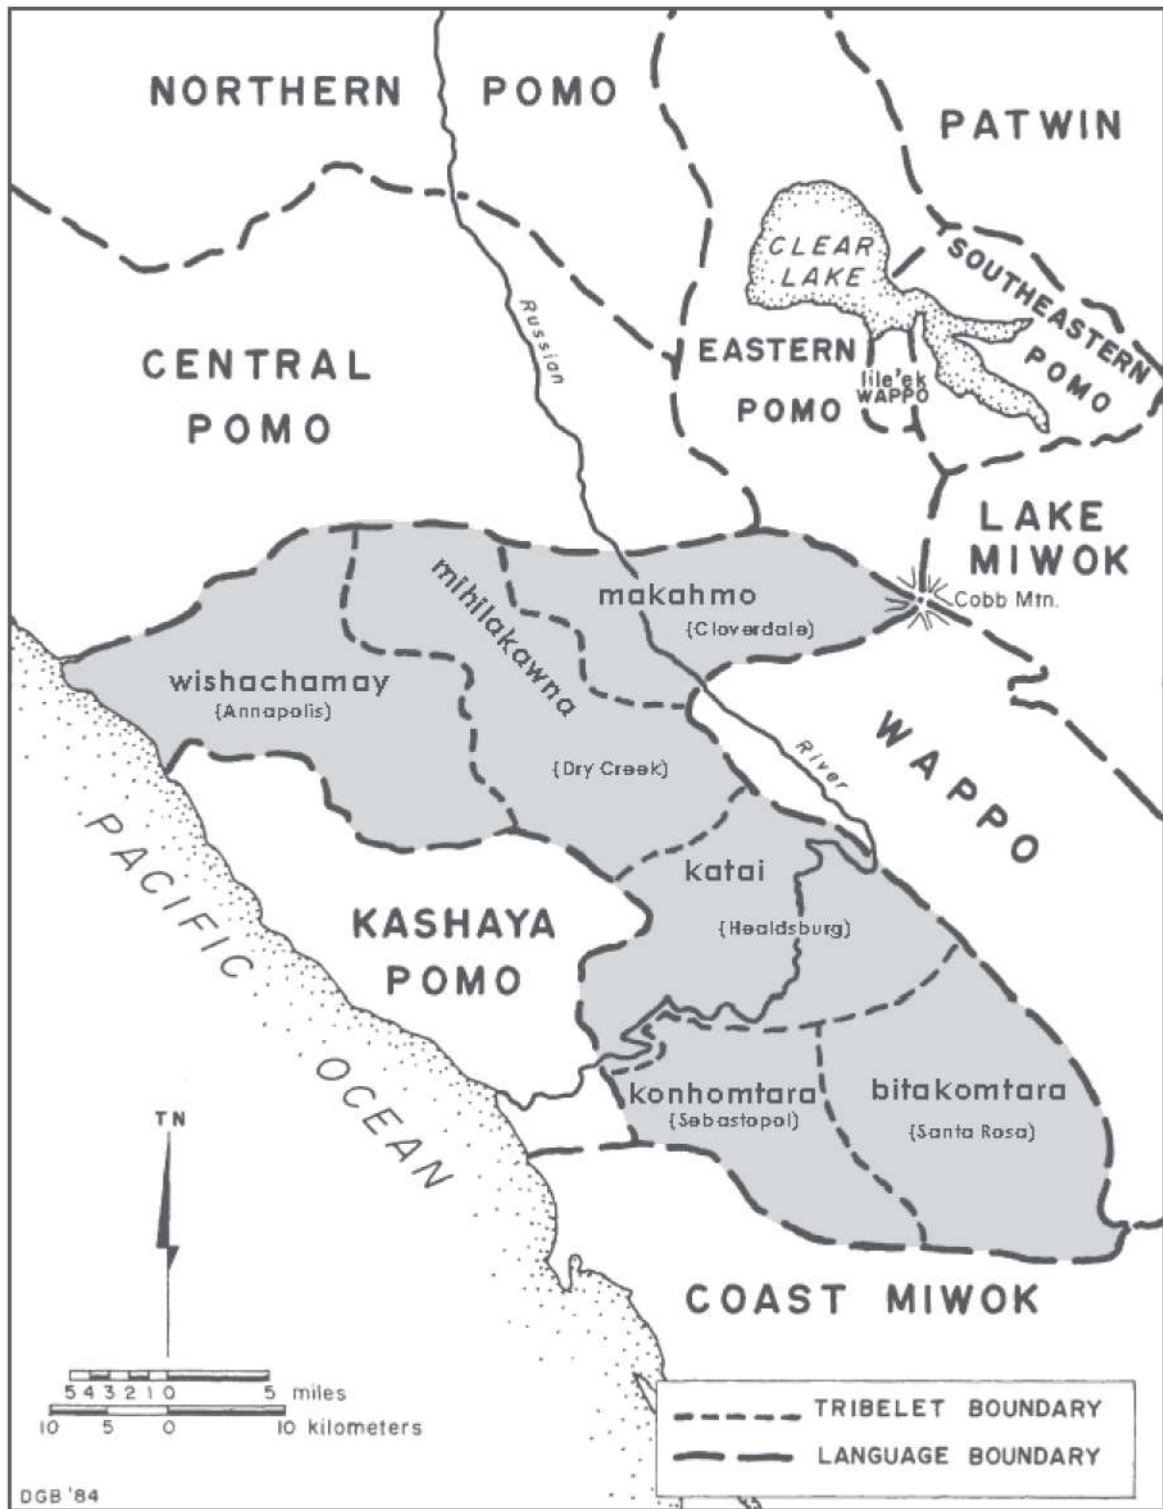 NORTHERN POMO
PATWIN
CLEAR
LAKE
SOUTHEASTERN
POMO
Russian
EASTERN
POMO
lile'ek
WAPPO
CENTRAL
POMO
LAKE
MIWOK
Cobb Mtn.
mihilakawna
(Dry Creek)
makahmo
(Cloverdale)
wishachamay
(Annapolis)
River
WAPPO
katai
(Healdsburg)
KASHAYA
POMO
PACIFIC OCEAN
konhomtara
(Sebastopol)
bitakomtara
(Santa Rosa)
TN
COAST MIWOK
5 4 3 2 1 0 5 miles
10 5 0 10 kilometers
TRIBELET BOUNDARY
LANGUAGE BOUNDARY
DGB '84